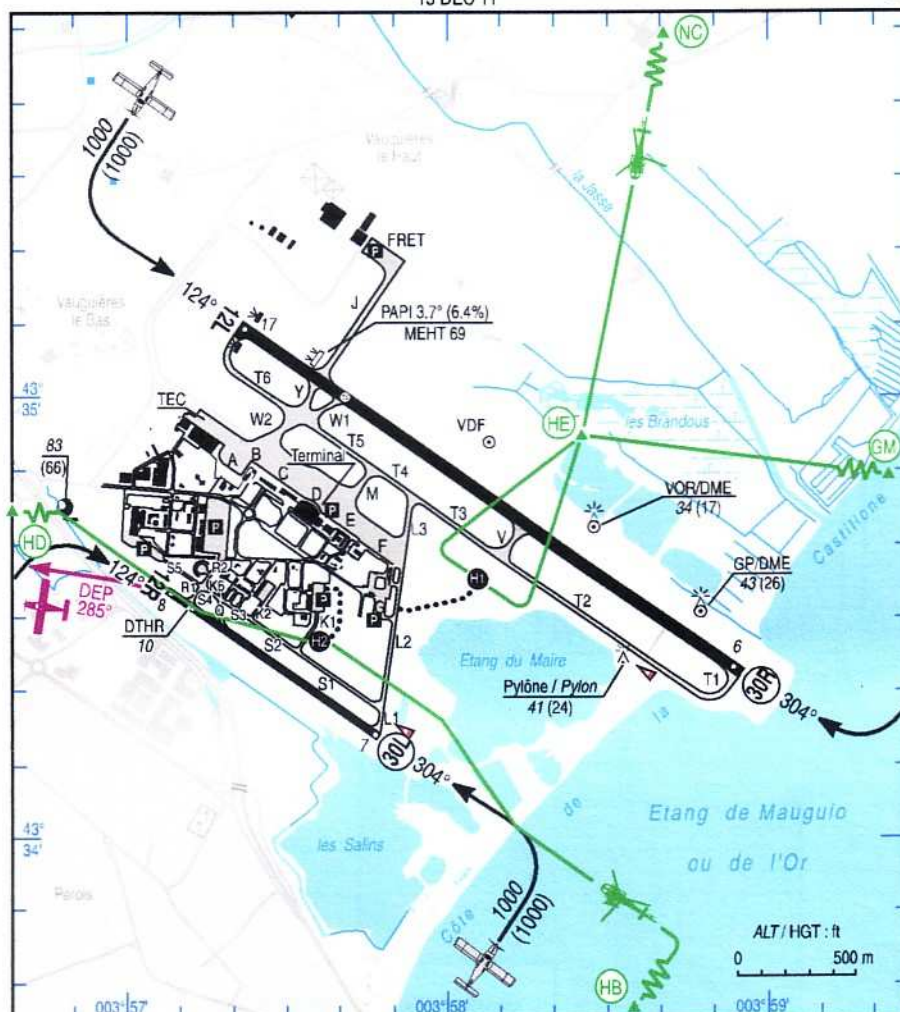 NC
1000
(1000)
Vauguières
le Haut
la Jasse
FRET
P
J
PAPI 3.7° (6.4%)
MEHT 69
Vauguières
le Bas
124°
12L
17
43°
35'
T6
Y
W2
W1
TEC
T5
VDF
HE
les Brandous
GM
83
(66)
A
B
C
Terminal
T4
M
D
P
E
L3
T3
V
VOR/DME
34 (17)
Castillone
HD
F
124°
12R
8
S5
R2
R1
K5
S4
Q
S3
K2
K1
P
P
G
P
H1
GP/DME
43 (26)
DEP
285°
DTHR
10
S2
H2
L2
T2
6
Etang du Maire
S1
Pylône / Pylon
41 (24)
T1
30R
304°
L1
7
30L
304°
la
de
Etang de Mauguio
ou de l'Or
43°
34'
les Salins
Pérols
1000
(1000)
Côte
ALT / HGT : ft
0 500 m
HB
003°57'
003°58'
003°59'